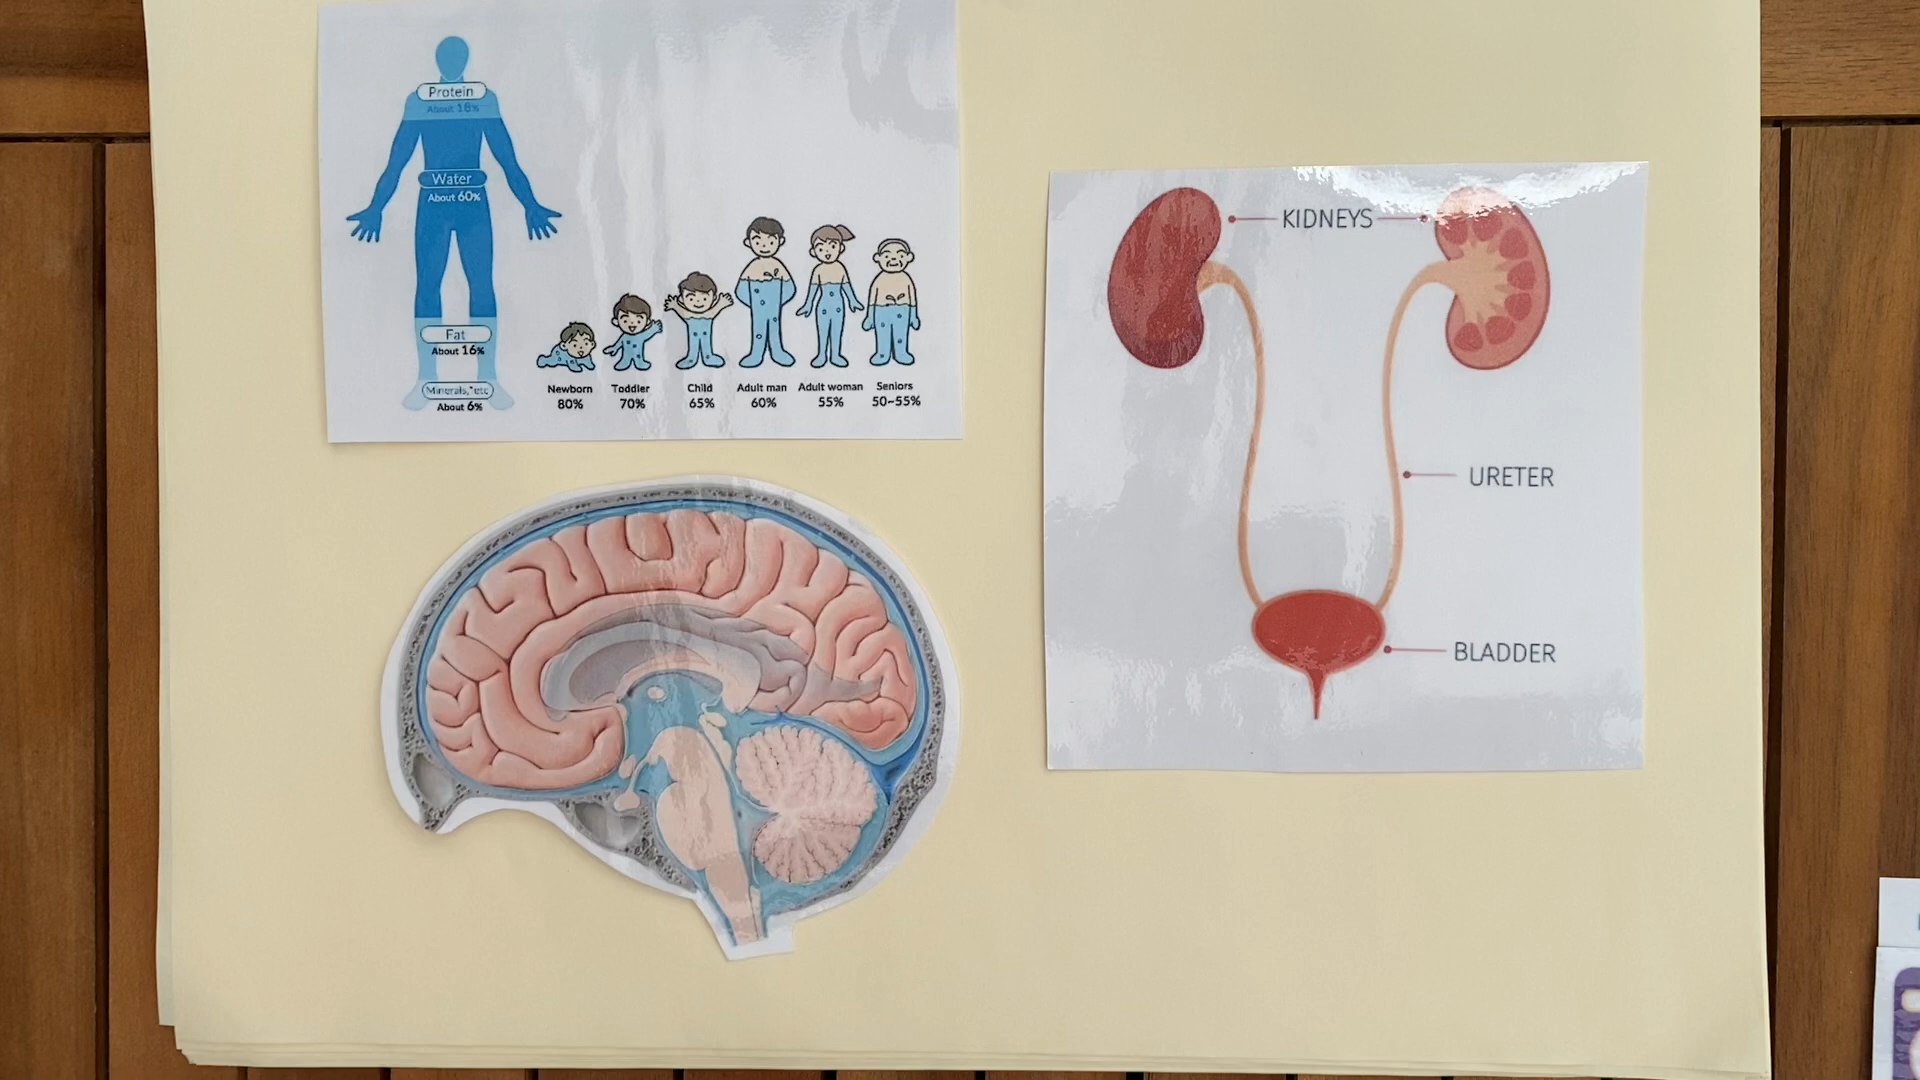 Protein
About 18%
Water
About 60%
Fat
About 16%
Minerals,*etc
About 6%
Newborn
80%
Toddler
70%
Child
65%
Adult man
60%
Adult woman
55%
Seniors
50~55%
KIDNEYS
URETER
BLADDER